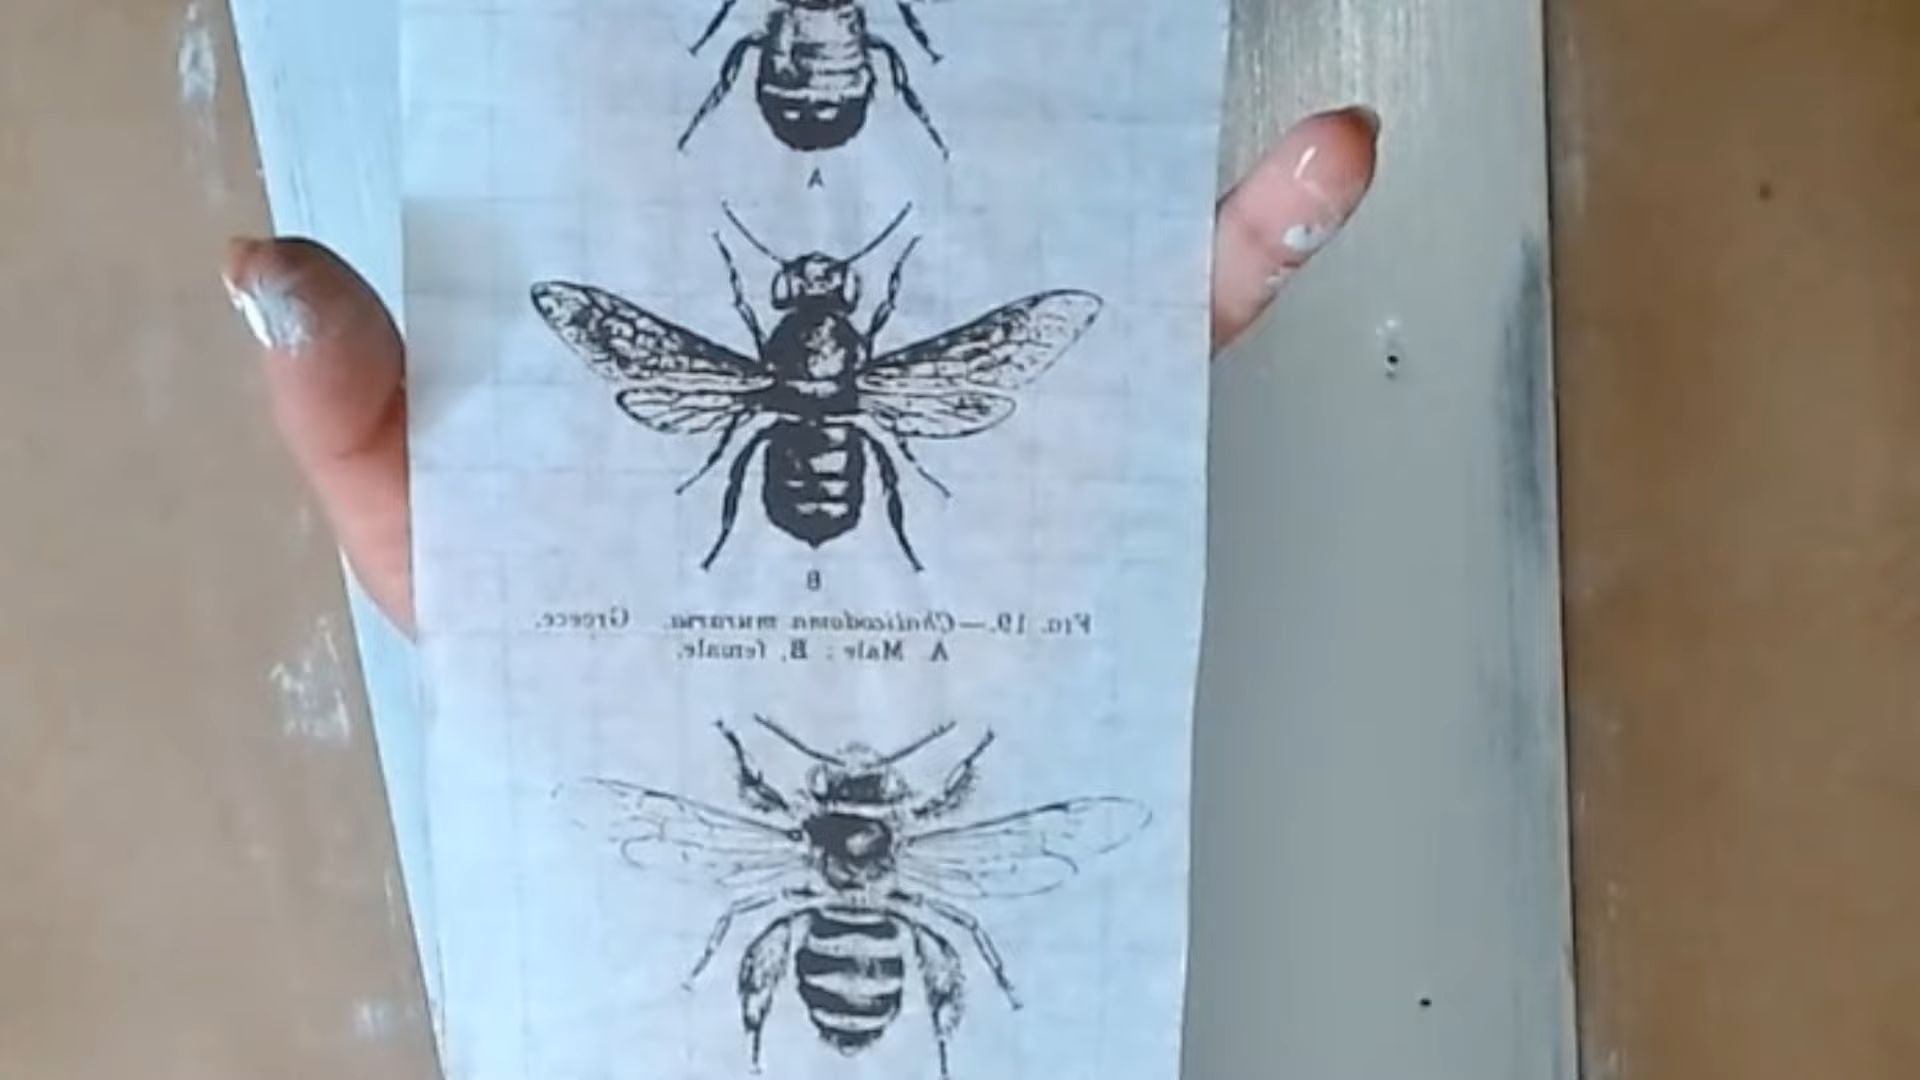 A
B
FIG. 19.—Chalicodoma muraria. Greece.
A Male ; B, female.